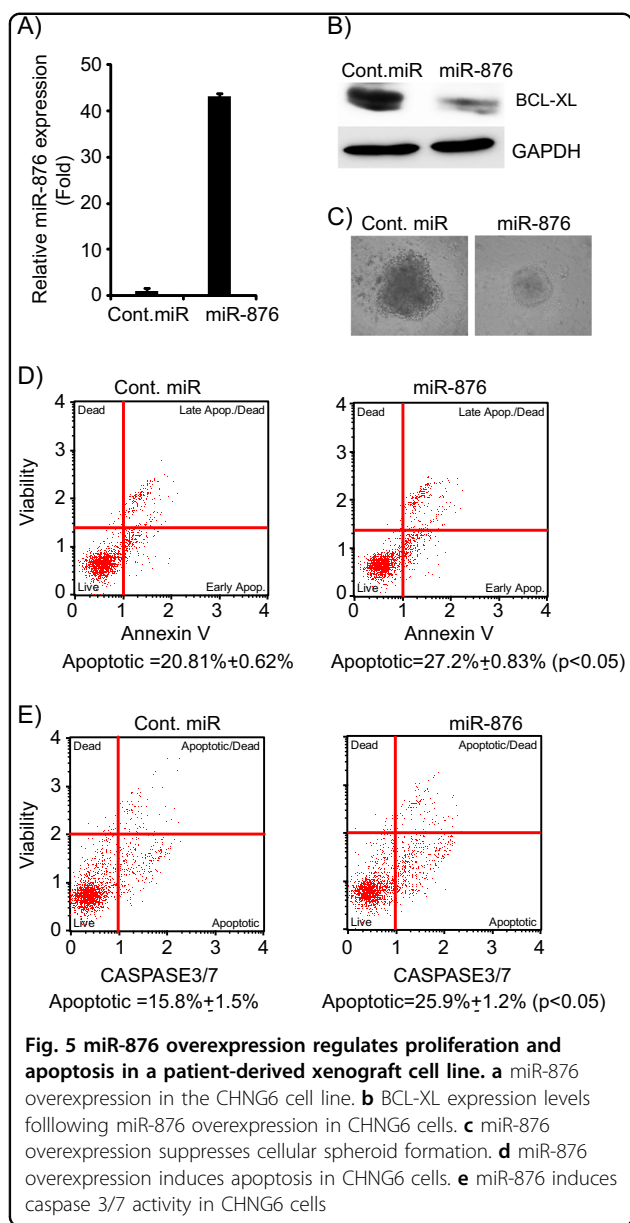 A)
Relative miR-876 expression
(Fold)
50
40
30
20
10
0
Cont.miR miR-876
B)
Cont.miR miR-876
BCL-XL
GAPDH
C)
Cont. miR miR-876
D)
Cont. miR
Dead Late Apop./Dead
4
3
2
1
0
Viability
Live Early Apop.
0 1 2 3 4
Annexin V
Apoptotic =20.81%±0.62%
miR-876
Dead Late Apop./Dead
4
3
2
1
0
Live Early Apop.
0 1 2 3 4
Annexin V
Apoptotic=27.2%±0.83% (p<0.05)
E)
Cont. miR
Dead Apoptotic/Dead
4
3
2
1
0
Viability
Live Apoptotic
0 1 2 3 4
CASPASE3/7
Apoptotic =15.8%±1.5%
miR-876
Dead Apoptotic/Dead
Live Apoptotic
0 1 2 3 4
CASPASE3/7
Apoptotic=25.9%±1.2% (p<0.05)
Fig. 5 miR-876 overexpression regulates proliferation and
apoptosis in a patient-derived xenograft cell line. a miR-876
overexpression in the CHNG6 cell line. b BCL-XL expression levels
folllowing miR-876 overexpression in CHNG6 cells. c miR-876
overexpression suppresses cellular spheroid formation. d miR-876
overexpression induces apoptosis in CHNG6 cells. e miR-876 induces
caspase 3/7 activity in CHNG6 cells